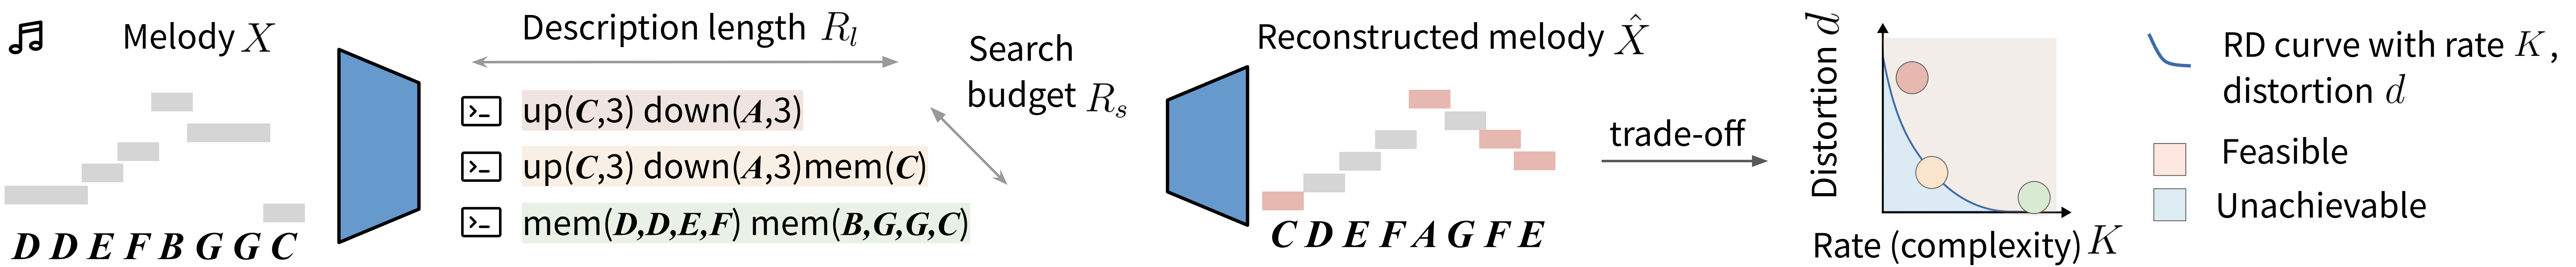 Melody X
D D E F B G G C
Description length R_l
up(C,3) down(A,3)
up(C,3) down(A,3)mem(C)
mem(D,D,E,F) mem(B,G,G,C)
Search
budget R_s
Reconstructed melody X̂
C D E F A G F E
trade-off
Distortion d
Rate (complexity) K
RD curve with rate K ,
distortion d
Feasible
Unachievable